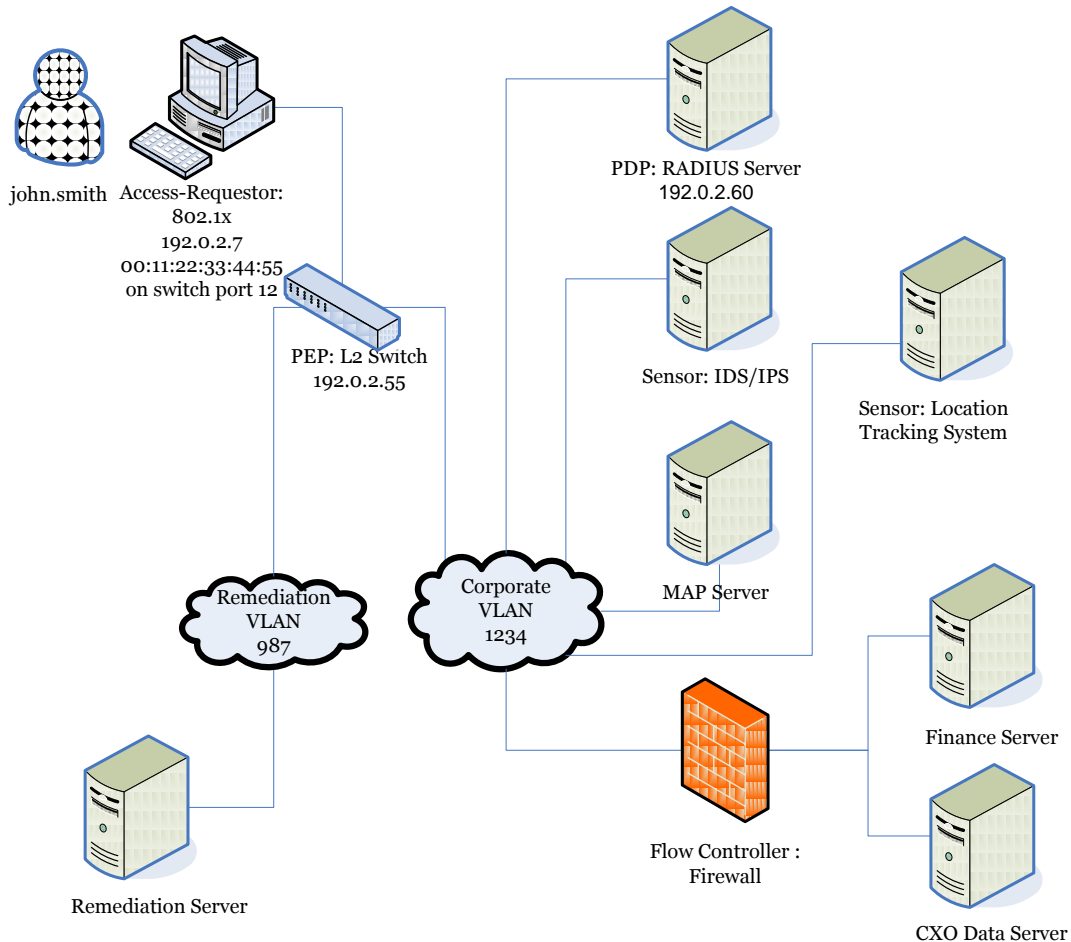 john.smith
Access-Requestor:
802.1x
192.0.2.7
00:11:22:33:44:55
on switch port 12
PEP: L2 Switch
192.0.2.55
PDP: RADIUS Server
192.0.2.60
Sensor: IDS/IPS
Sensor: Location
Tracking System
MAP Server
Remediation
VLAN
987
Corporate
VLAN
1234
Finance Server
Flow Controller :
Firewall
Remediation Server
CXO Data Server